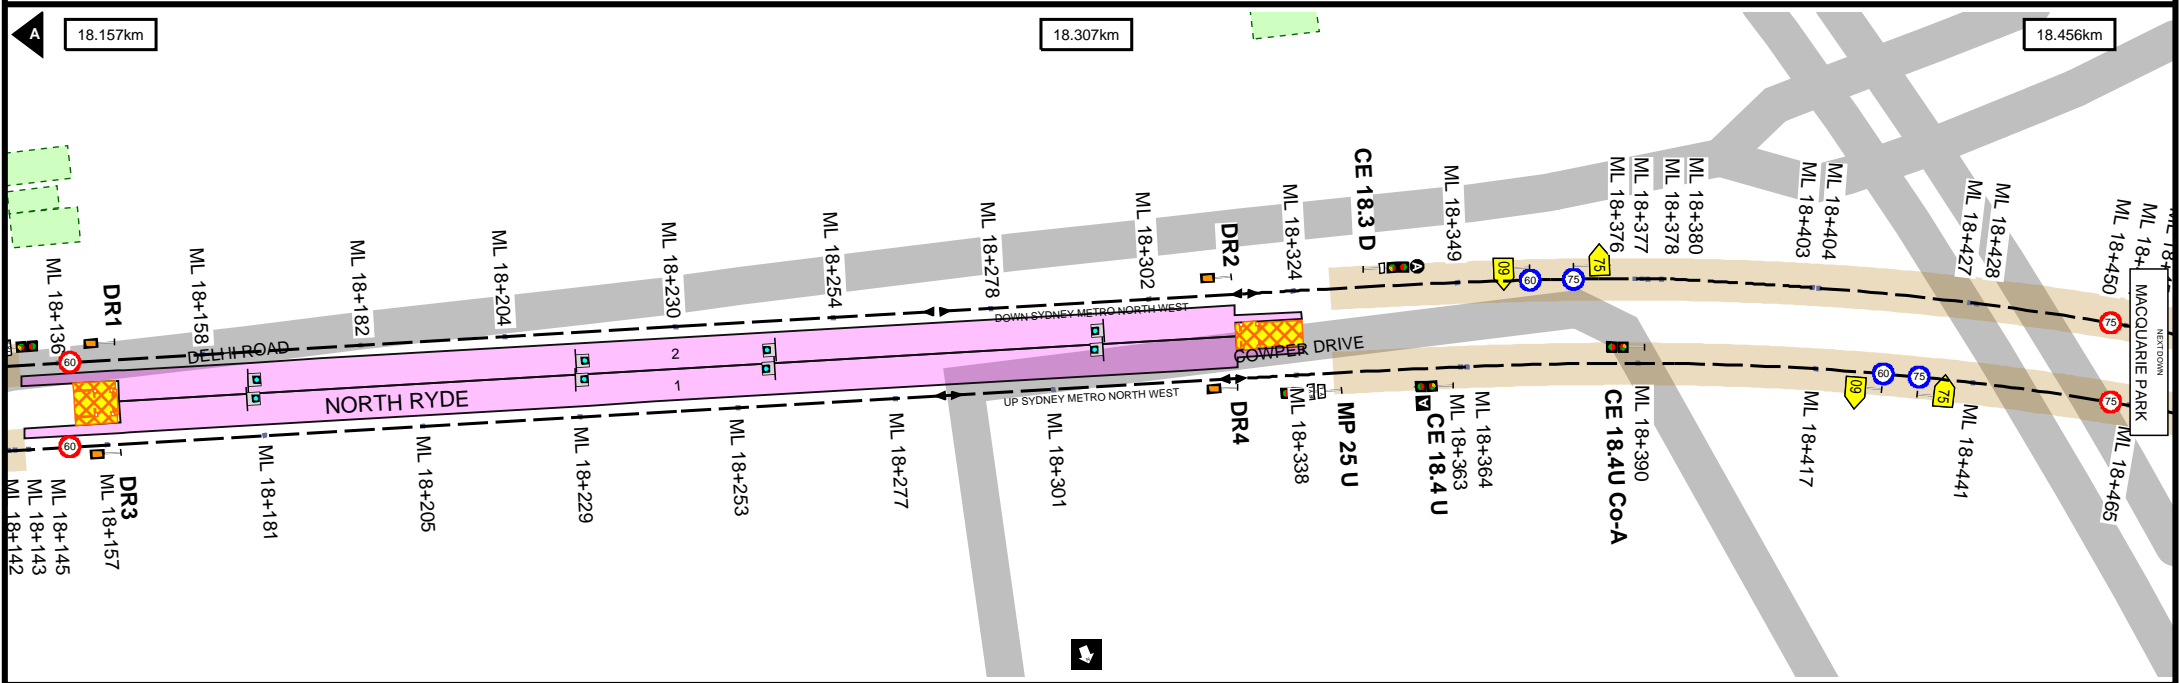 A
18.157km
18.307km
18.456km
ML 18+136
DR1
ML 18+158
ML 18+182
ML 18+204
ML 18+230
ML 18+254
ML 18+278
ML 18+302
DR2
ML 18+324
CE 18.3 D
A
ML 18+349
60
60
75
75
ML 18+376
ML 18+377
ML 18+378
ML 18+380
ML 18+403
ML 18+404
ML 18+427
ML 18+428
ML 18+450
75
NEXT DOWN
MACQUARIE PARK
60
DELHI ROAD
DOWN SYDNEY METRO NORTH WEST
2
1
NORTH RYDE
COWPER DRIVE
UP SYDNEY METRO NORTH WEST
60
DR3
ML 18+142
ML 18+143
ML 18+145
ML 18+157
ML 18+181
ML 18+205
ML 18+229
ML 18+253
ML 18+277
ML 18+301
DR4
ML 18+338
MP 25 U
A
CE 18.4 U
ML 18+363
ML 18+364
CE 18.4U Co-A
ML 18+390
ML 18+417
60
60
75
75
ML 18+441
75
ML 18+465